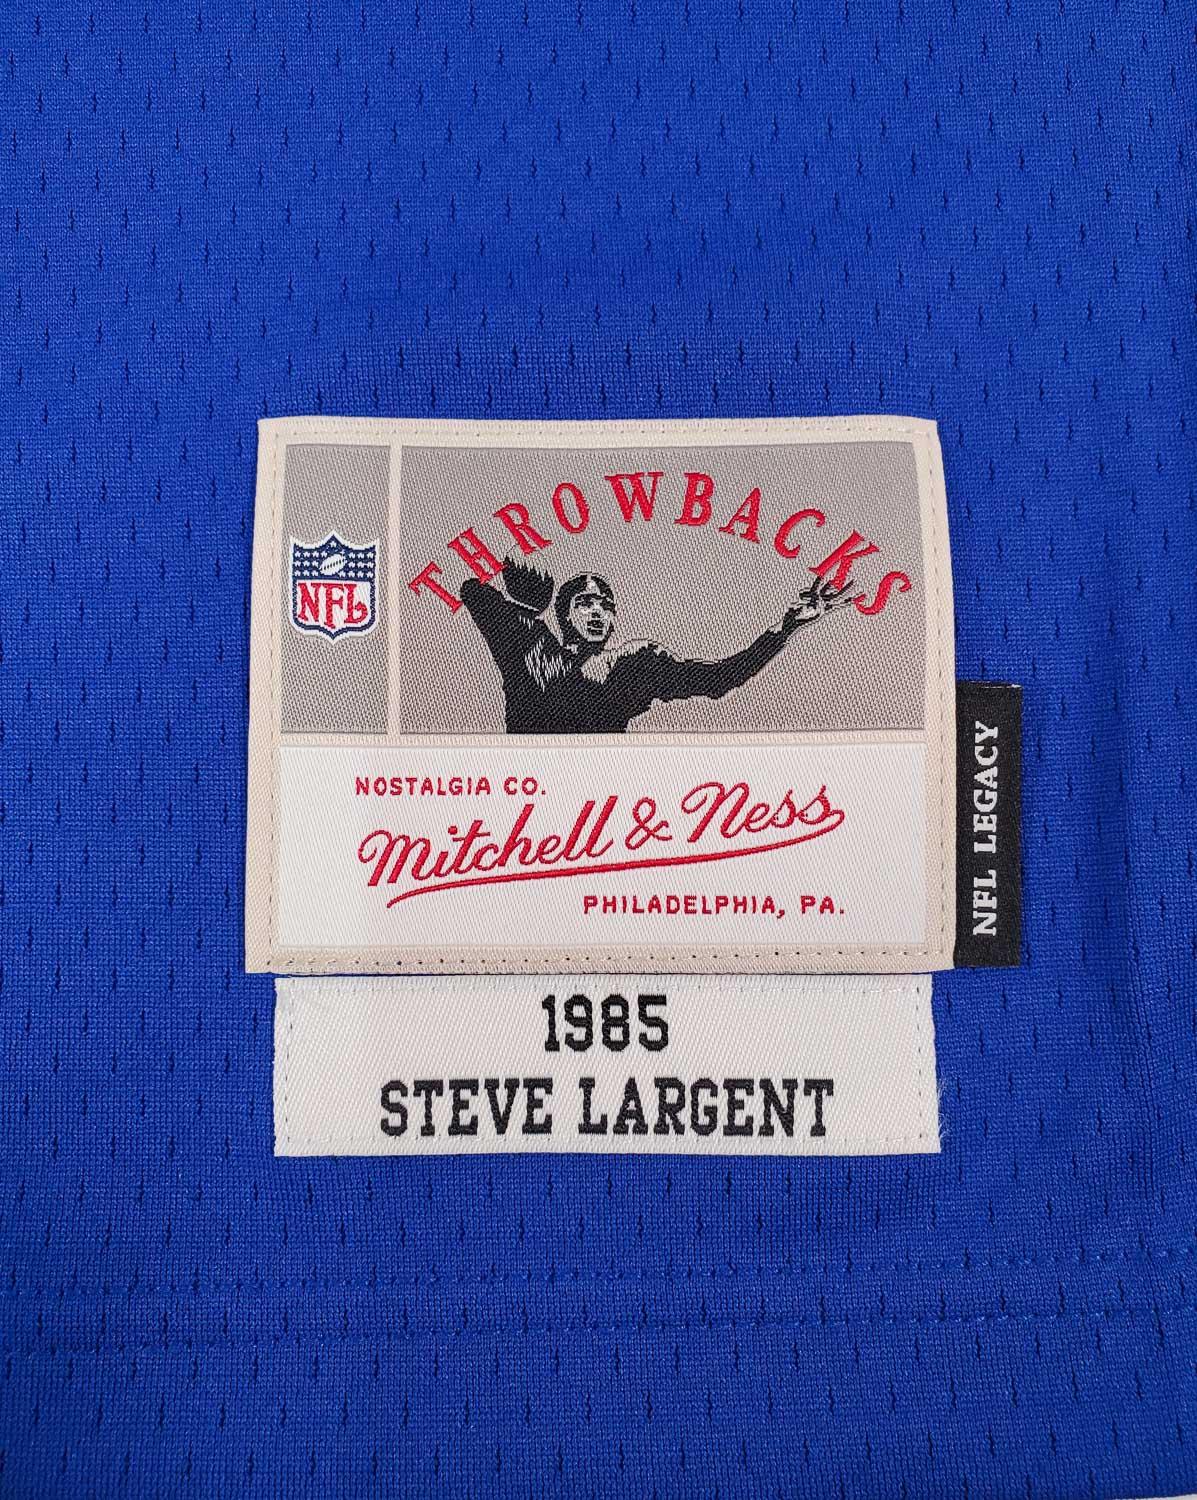 THROWBACKS
NFL
NOSTALGIA CO.
Mitchell & Ness
PHILADELPHIA, PA.
NFL LEGACY
1985
STEVE LARGENT